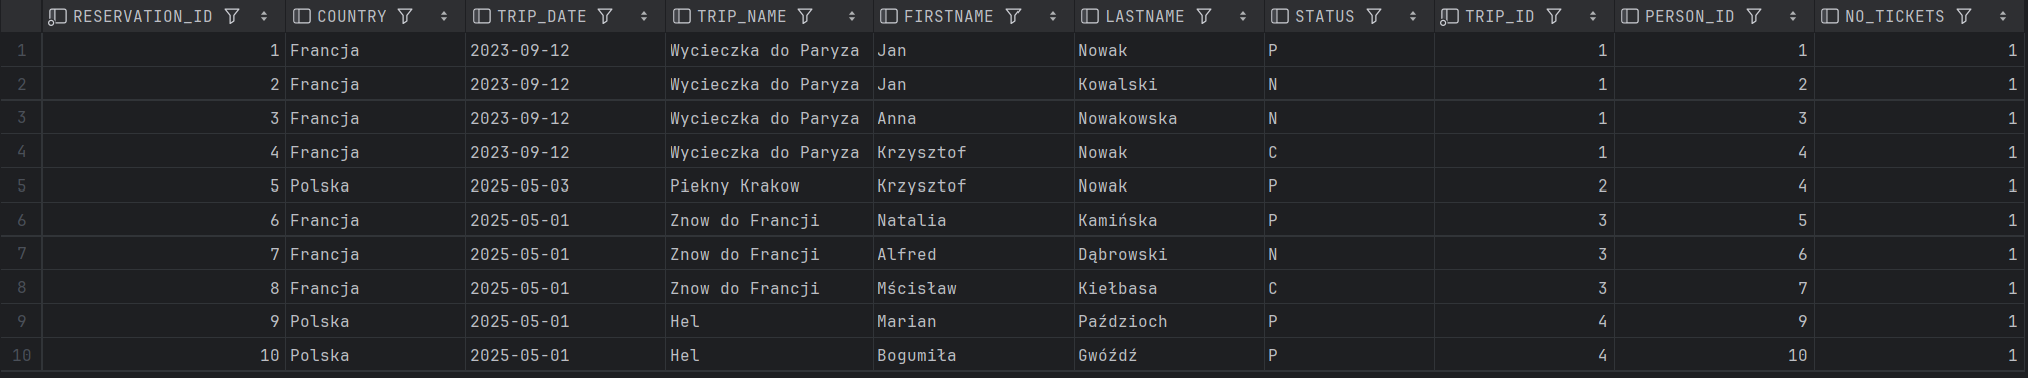 RESERVATION_ID COUNTRY TRIP_DATE TRIP_NAME FIRSTNAME LASTNAME STATUS TRIP_ID PERSON_ID NO_TICKETS
1 1 Francja 2023-09-12 Wycieczka do Paryza Jan Nowak P 1 1 1
2 2 Francja 2023-09-12 Wycieczka do Paryza Jan Kowalski N 1 2 1
3 3 Francja 2023-09-12 Wycieczka do Paryza Anna Nowakowska N 1 3 1
4 4 Francja 2023-09-12 Wycieczka do Paryza Krzysztof Nowak C 1 4 1
5 5 Polska 2025-05-03 Piekny Krakow Krzysztof Nowak P 2 4 1
6 6 Francja 2025-05-01 Znow do Francji Natalia Kamińska P 3 5 1
7 7 Francja 2025-05-01 Znow do Francji Alfred Dąbrowski N 3 6 1
8 8 Francja 2025-05-01 Znow do Francji Mścisław Kiełbasa C 3 7 1
9 9 Polska 2025-05-01 Hel Marian Paździoch P 4 9 1
10 10 Polska 2025-05-01 Hel Bogumiła Gwóźdź P 4 10 1